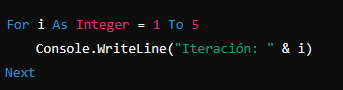 For i As Integer = 1 To 5
    Console.WriteLine("Iteración: " & i)
Next